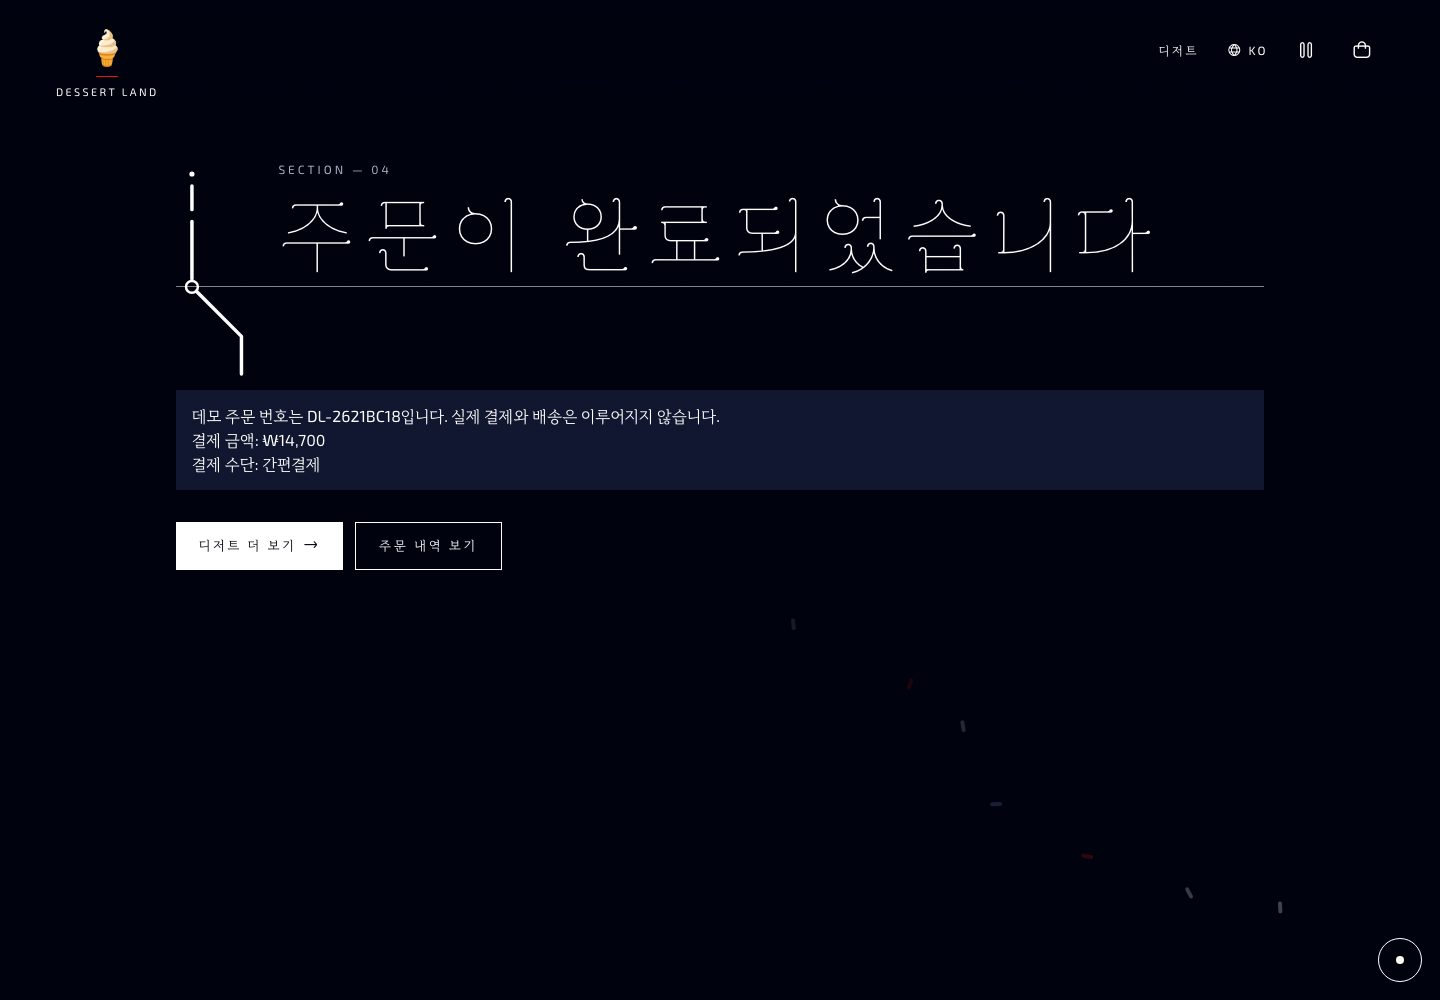 DESSERT LAND
디저트
KO
SECTION — 04
주문이 완료되었습니다
데모 주문 번호는 DL-2621BC18입니다. 실제 결제와 배송은 이루어지지 않습니다.
결제 금액: ₩14,700
결제 수단: 간편결제
디저트 더 보기 →
주문 내역 보기